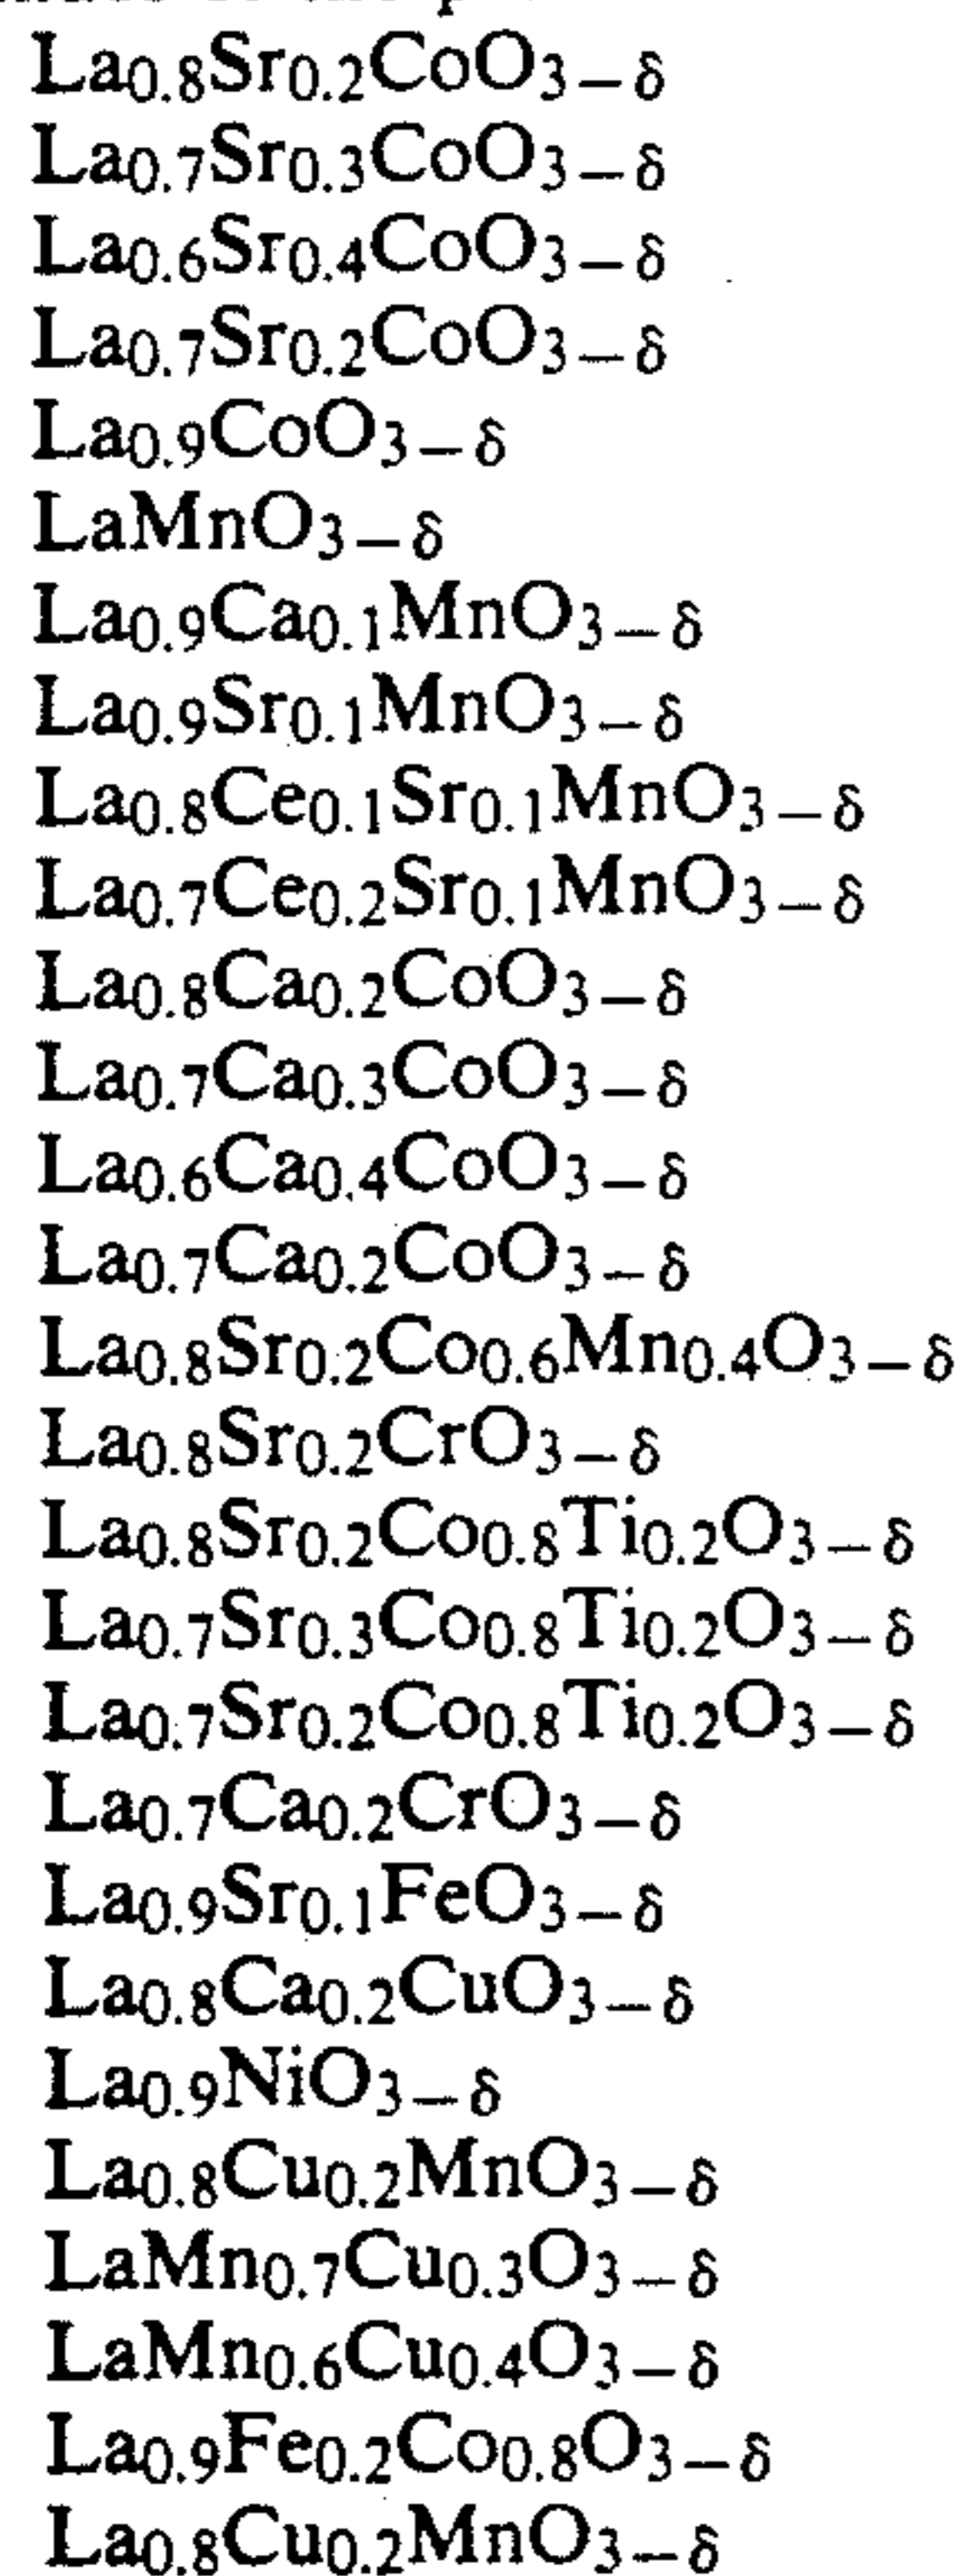 La₀.₈Sr₀.₂CoO₃₋δ
La₀.₇Sr₀.₃CoO₃₋δ
La₀.₆Sr₀.₄CoO₃₋δ
La₀.₇Sr₀.₂CoO₃₋δ
La₀.₉CoO₃₋δ
LaMnO₃₋δ
La₀.₉Ca₀.₁MnO₃₋δ
La₀.₉Sr₀.₁MnO₃₋δ
La₀.₈Ce₀.₁Sr₀.₁MnO₃₋δ
La₀.₇Ce₀.₂Sr₀.₁MnO₃₋δ
La₀.₈Ca₀.₂CoO₃₋δ
La₀.₇Ca₀.₃CoO₃₋δ
La₀.₆Ca₀.₄CoO₃₋δ
La₀.₇Ca₀.₂CoO₃₋δ
La₀.₈Sr₀.₂Co₀.₆Mn₀.₄O₃₋δ
La₀.₈Sr₀.₂CrO₃₋δ
La₀.₈Sr₀.₂Co₀.₈Ti₀.₂O₃₋δ
La₀.₇Sr₀.₃Co₀.₈Ti₀.₂O₃₋δ
La₀.₇Sr₀.₂Co₀.₈Ti₀.₂O₃₋δ
La₀.₇Ca₀.₂CrO₃₋δ
La₀.₉Sr₀.₁FeO₃₋δ
La₀.₈Ca₀.₂CuO₃₋δ
La₀.₉NiO₃₋δ
La₀.₈Cu₀.₂MnO₃₋δ
LaMn₀.₇Cu₀.₃O₃₋δ
LaMn₀.₆Cu₀.₄O₃₋δ
La₀.₉Fe₀.₂Co₀.₈O₃₋δ
La₀.₈Cu₀.₂MnO₃₋δ